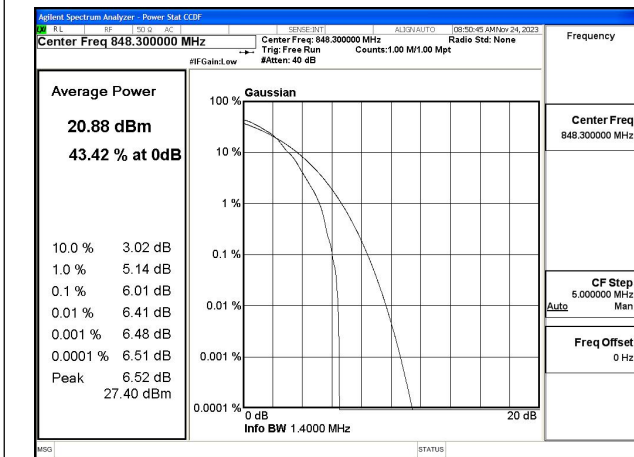 Agilent Spectrum Analyzer - Power Stat CCDF
RL RF 50 Ω AC SENSE:INT ALIGN AUTO 08:50:45 AM Nov 24, 2023
Center Freq 848.300000 MHz
Center Freq: 848.300000 MHz Radio Std: None
Trig: Free Run Counts:1.00 M/1.00 Mpt
#IFGain:Low #Atten: 40 dB
Frequency
Average Power
20.88 dBm
43.42 % at 0dB
10.0 % 3.02 dB
1.0 % 5.14 dB
0.1 % 6.01 dB
0.01 % 6.41 dB
0.001 % 6.48 dB
0.0001 % 6.51 dB
Peak 6.52 dB
27.40 dBm
Gaussian
100 %
10 %
1 %
0.1 %
0.01 %
0.001 %
0.0001 %
0 dB 20 dB
Info BW 1.4000 MHz
Center Freq
848.300000 MHz
CF Step
5.000000 MHz
Auto Man
Freq Offset
0 Hz
MSG STATUS